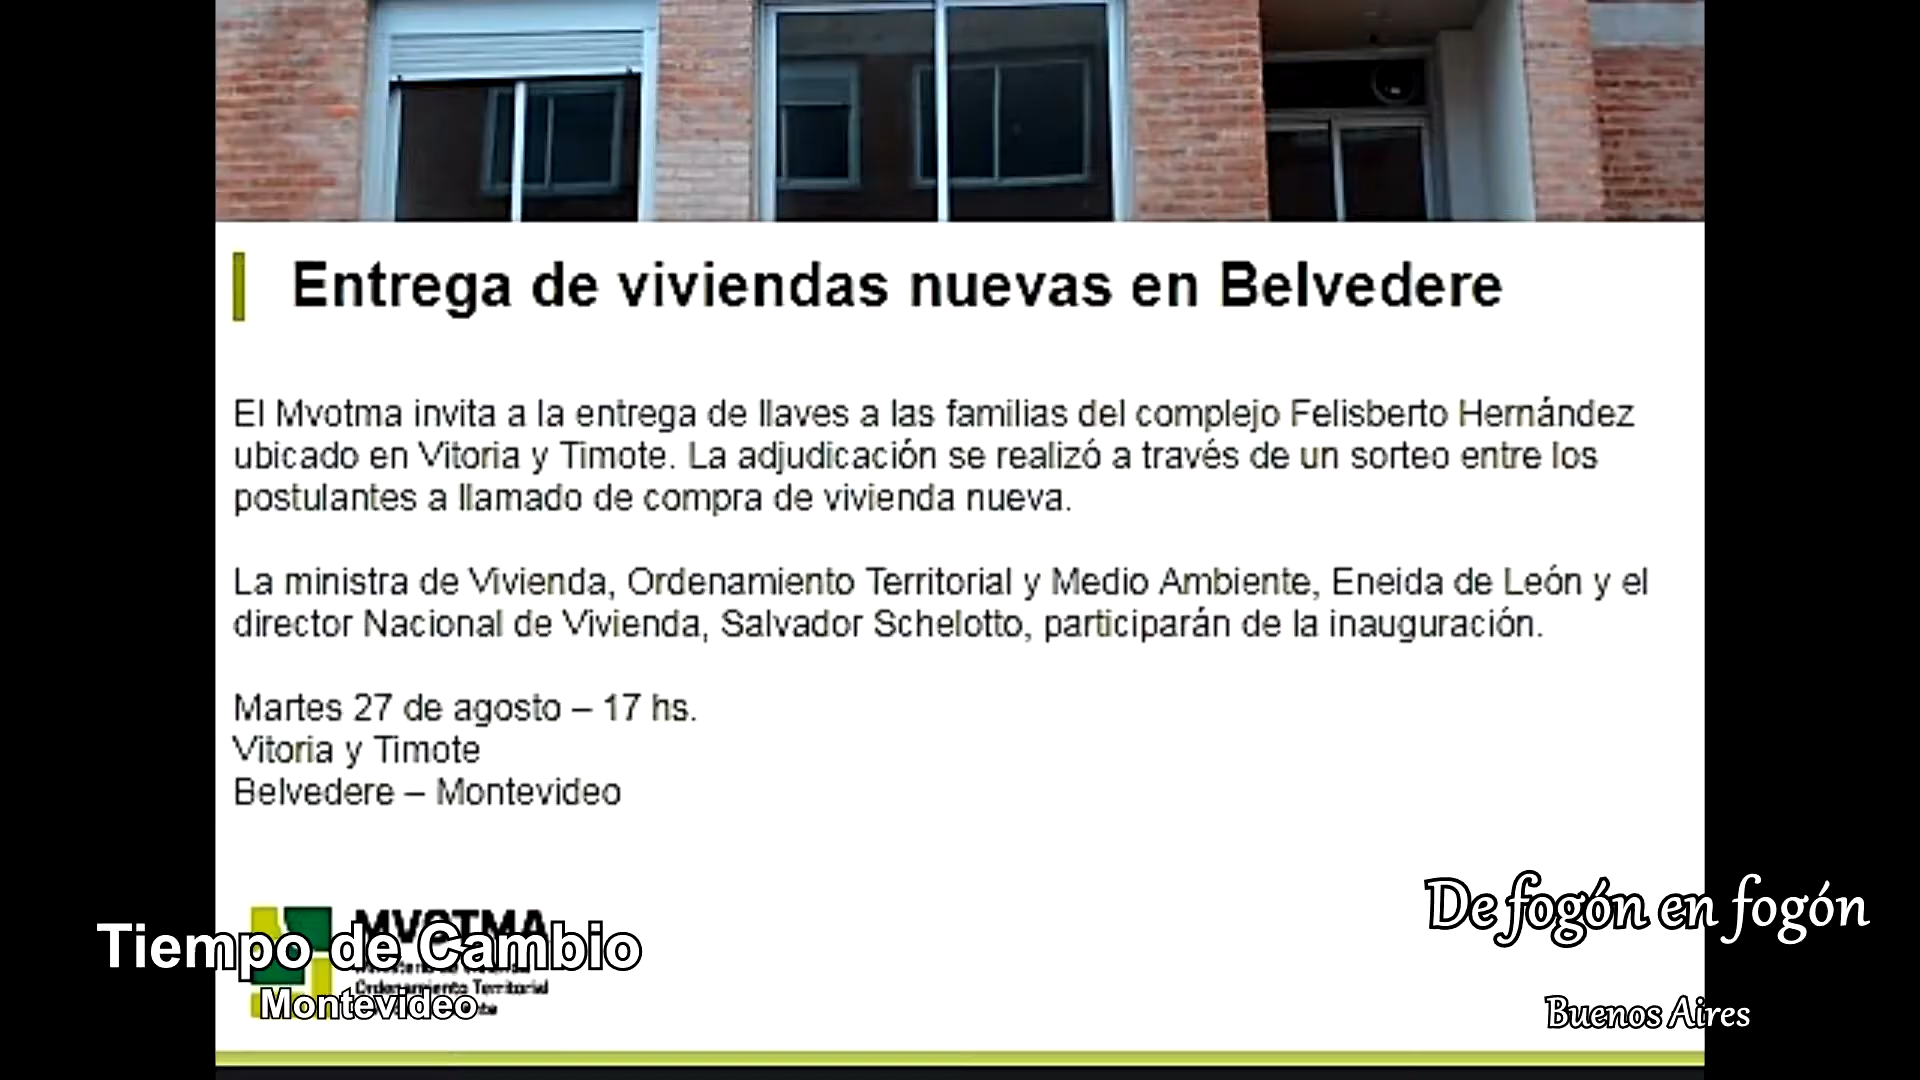 Entrega de viviendas nuevas en Belvedere
El Mvotma invita a la entrega de llaves a las familias del complejo Felisberto Hernández
ubicado en Vitoria y Timote. La adjudicación se realizó a través de un sorteo entre los
postulantes a llamado de compra de vivienda nueva.
La ministra de Vivienda, Ordenamiento Territorial y Medio Ambiente, Eneida de León y el
director Nacional de Vivienda, Salvador Schelotto, participarán de la inauguración.
Martes 27 de agosto – 17 hs.
Vitoria y Timote
Belvedere – Montevideo
De fogón en fogón
MVOTMA
Tiempo de Cambio
Ordenamiento Territorial
Montevideo
Buenos Aires